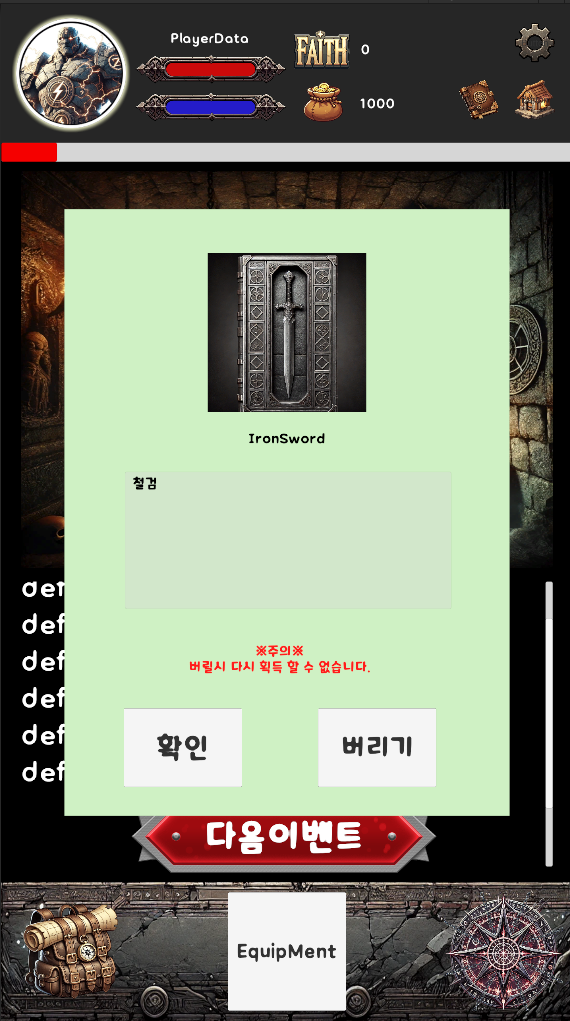 PlayerData
FAITH
0
1000
IronSword
철검
※주의※
버릴시 다시 획득 할 수 없습니다.
def
def
def
def
def
def
확인
버리기
다음이벤트
EquipMent